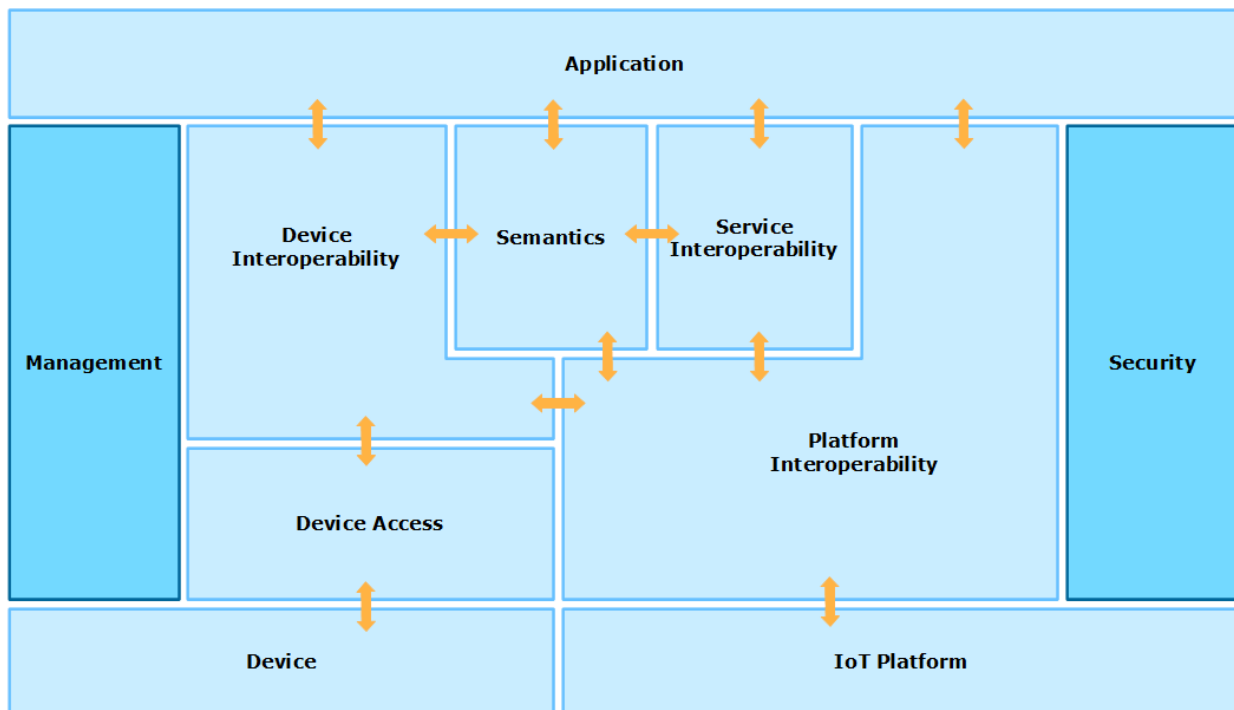 Application
Device
Interoperability
Semantics
Service
Interoperability
Management
Security
Platform
Interoperability
Device Access
Device
IoT Platform